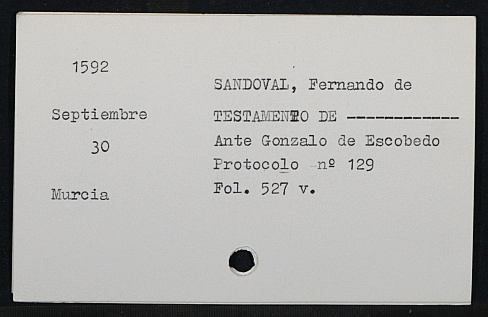 1592
SANDOVAL, Fernando de
Septiembre
TESTAMENTO DE ------------
30
Ante Gonzalo de Escobedo
Protocolo nº 129
Murcia
Fol. 527 v.